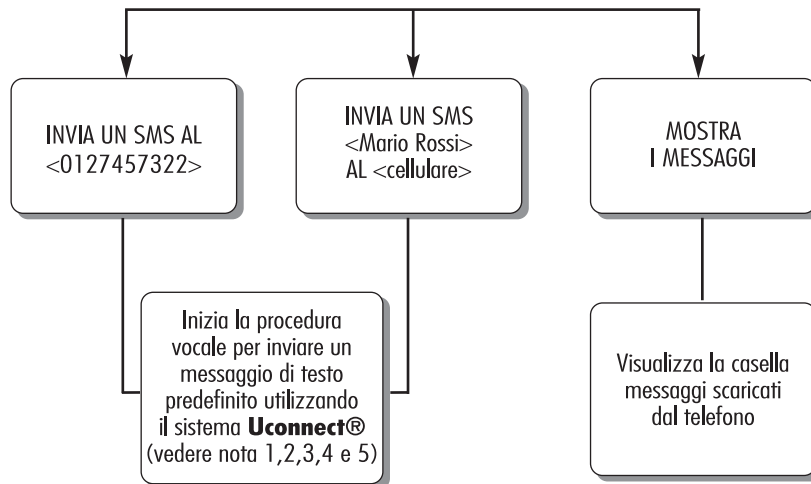 INVIA UN SMS AL
<0127457322>
INVIA UN SMS
<Mario Rossi>
AL <cellulare>
MOSTRA
I MESSAGGI
Inizia la procedura
vocale per inviare un
messaggio di testo
predefinito utilizzando
il sistema Uconnect®
(vedere nota 1,2,3,4 e 5)
Visualizza la casella
messaggi scaricati
dal telefono